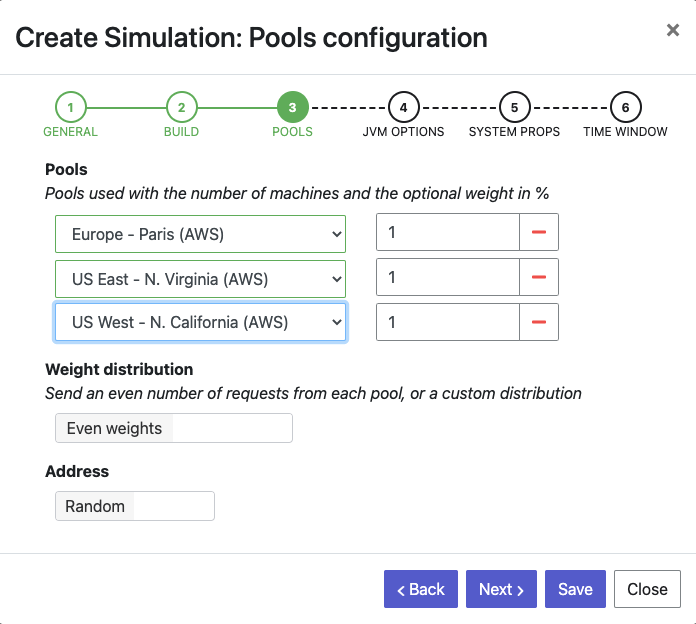 Create Simulation: Pools configuration ×
1 2 3 4 5 6
GENERAL BUILD POOLS JVM OPTIONS SYSTEM PROPS TIME WINDOW
Pools
Pools used with the number of machines and the optional weight in %
Europe - Paris (AWS) 1
US East - N. Virginia (AWS) 1
US West - N. California (AWS) 1
Weight distribution
Send an even number of requests from each pool, or a custom distribution
Even weights
Address
Random
‹ Back Next › Save Close